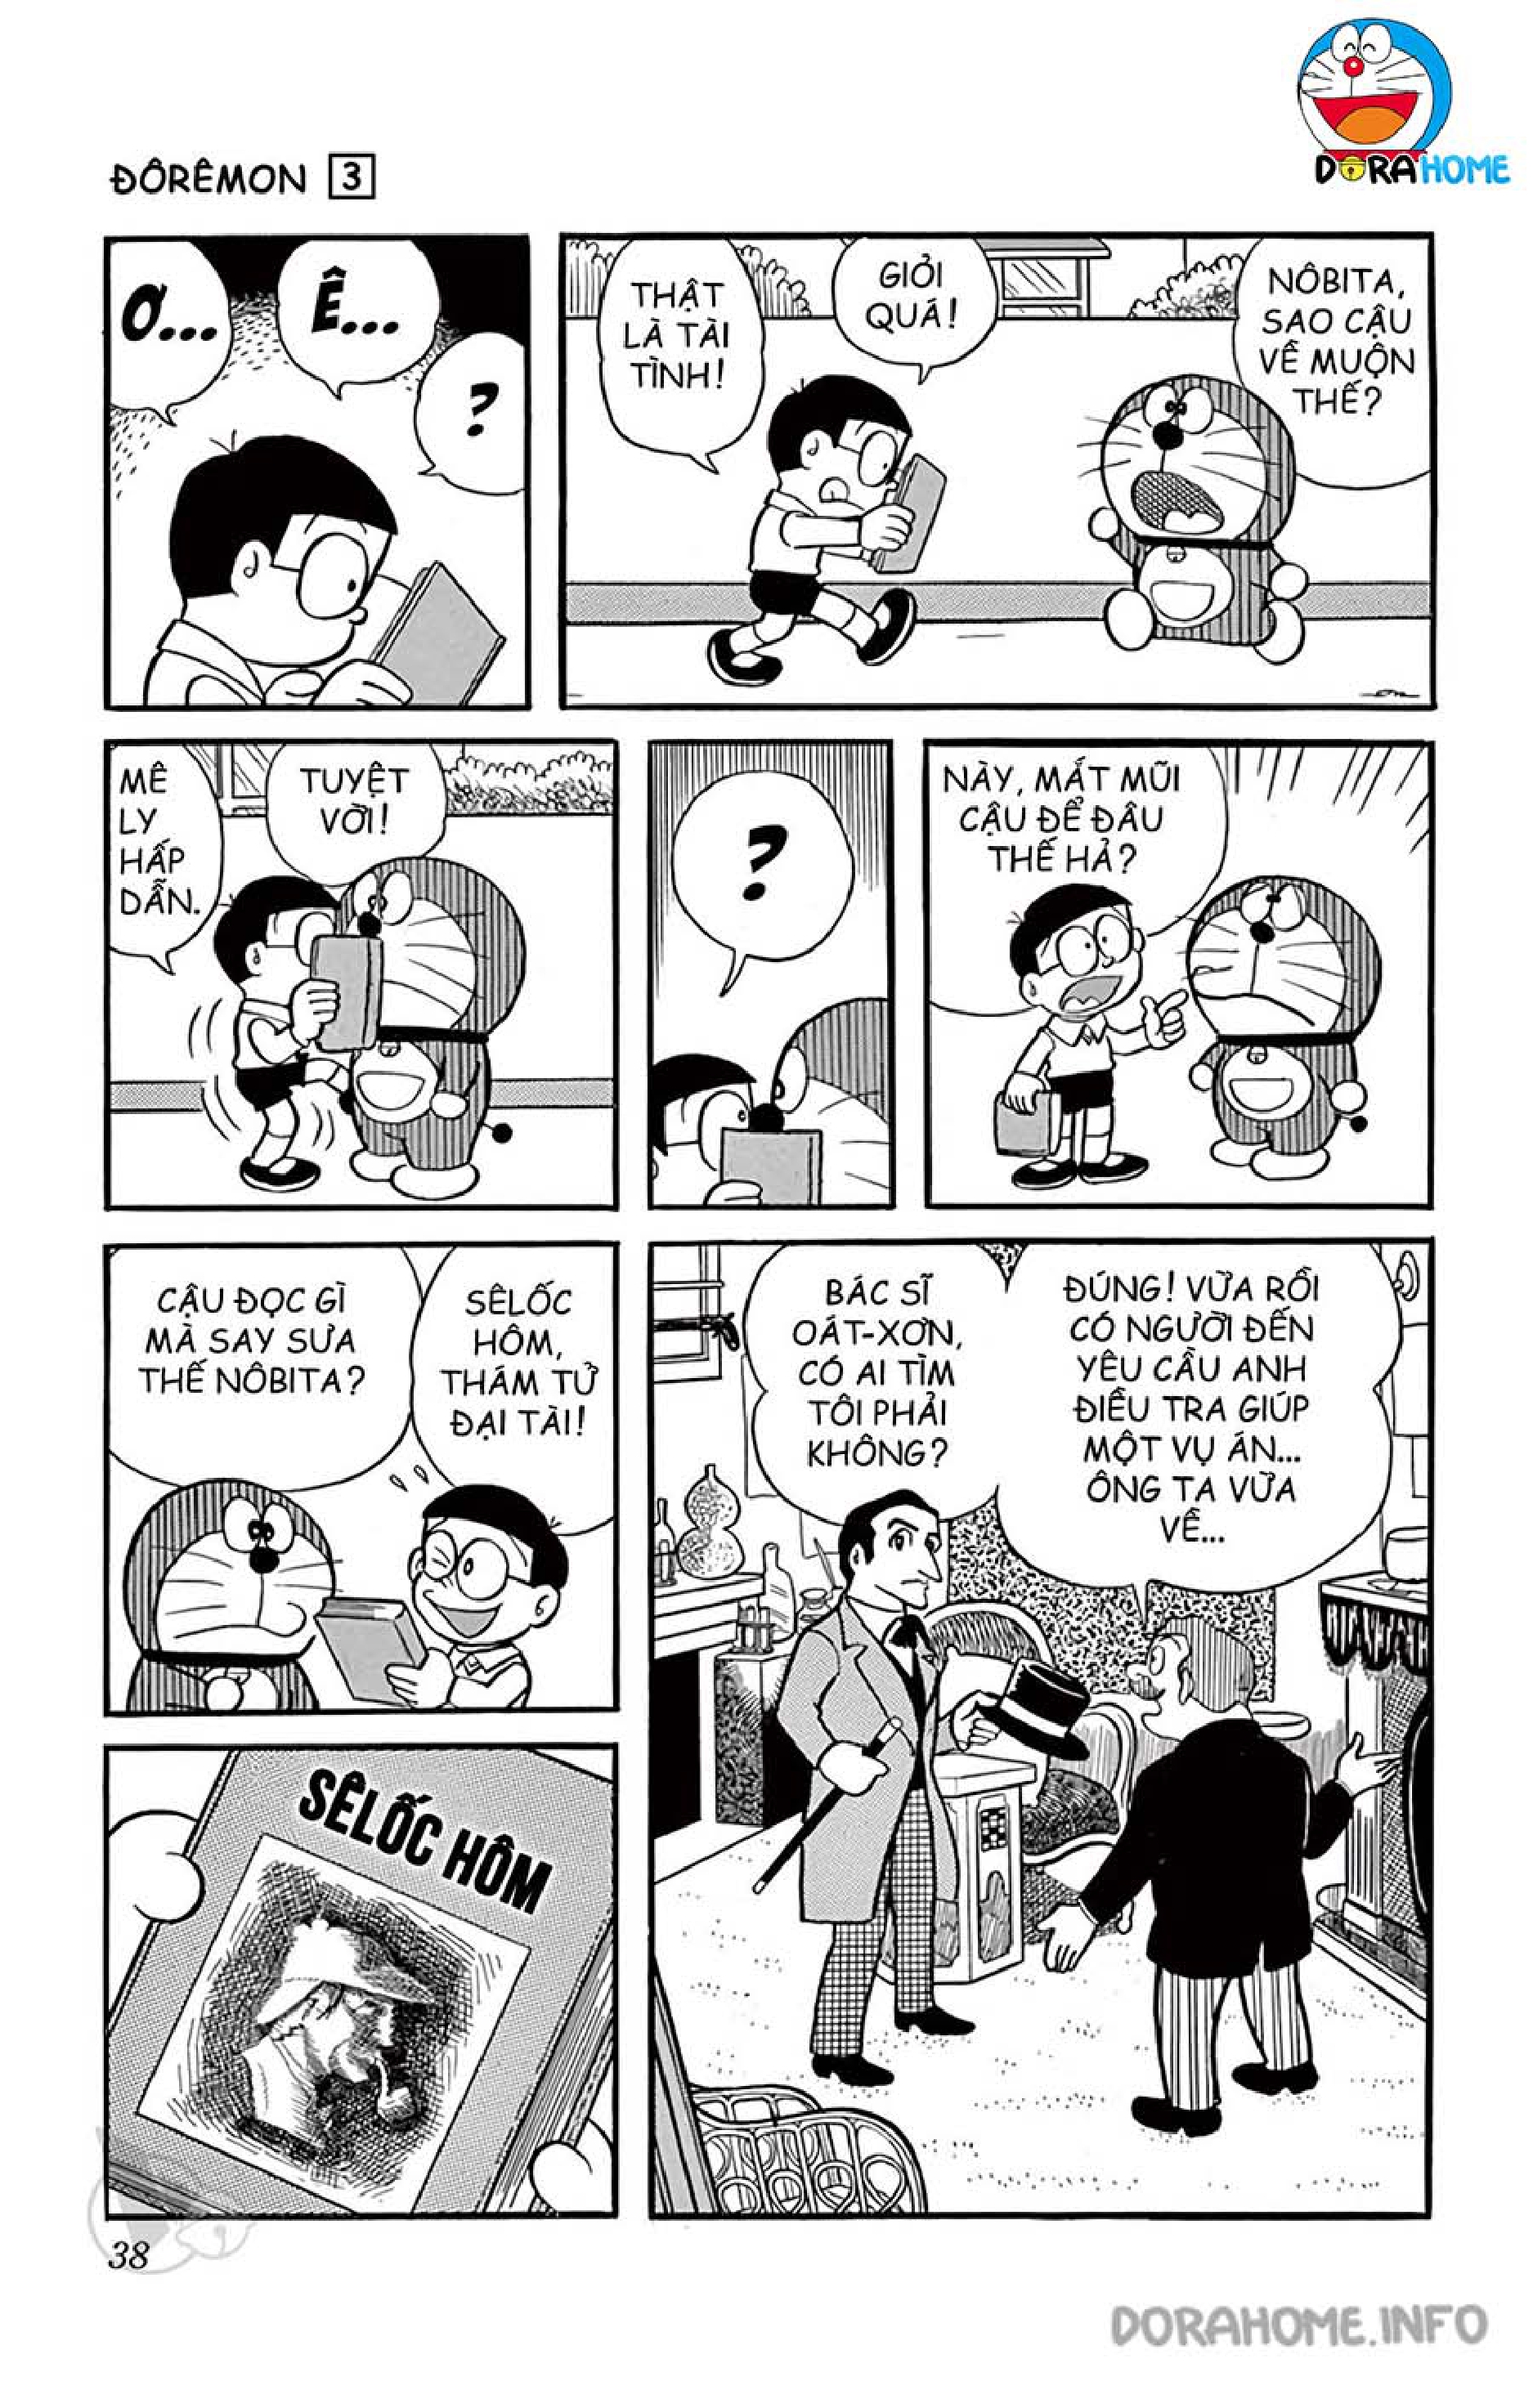 DORAHOME
ĐÔRÊMON 3
Ơ...
Ê...
?
THẬT
LÀ TÀI
TÌNH!
GIỎI
QUÁ!
NÔBITA,
SAO CẬU
VỀ MUỘN
THẾ?
MÊ
LY
HẤP
DẪN.
TUYỆT
VỜI!
?
NÀY, MẮT MŨI
CẬU ĐỂ ĐÂU
THẾ HẢ?
CẬU ĐỌC GÌ
MÀ SAY SƯA
THẾ NÔBITA?
SÊLỐC
HÔM,
THÁM TỬ
ĐẠI TÀI!
SÊLỐC HÔM
BÁC SĨ
OÁT-XƠN,
CÓ AI TÌM
TÔI PHẢI
KHÔNG?
ĐÚNG! VỪA RỒI
CÓ NGƯỜI ĐẾN
YÊU CẦU ANH
ĐIỀU TRA GIÚP
MỘT VỤ ÁN...
ÔNG TA VỪA
VỀ...
38
DORAHOME.INFO